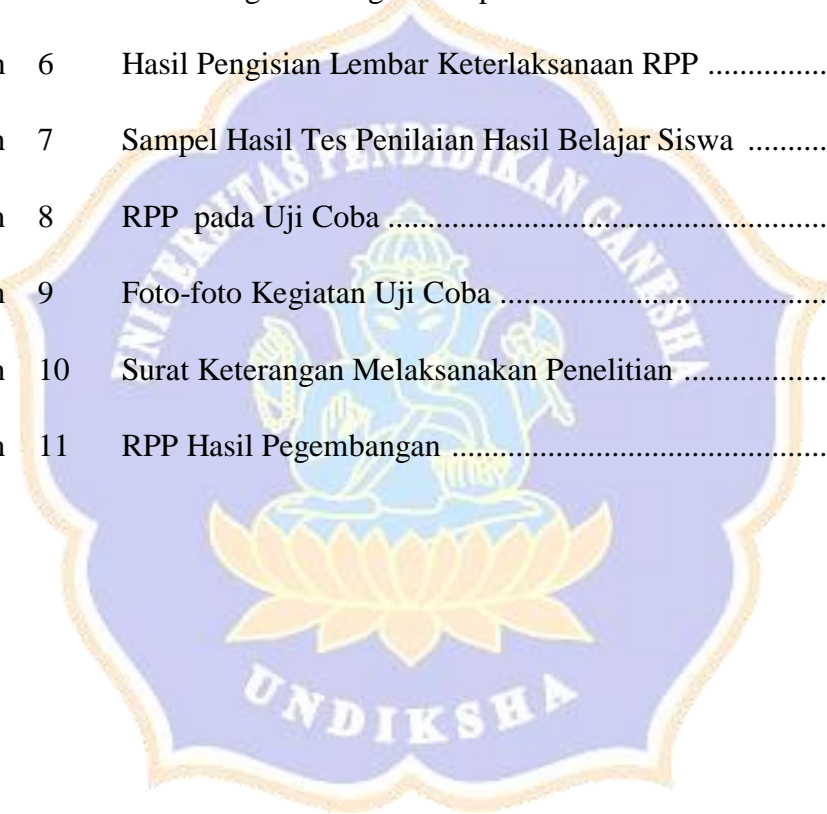 n 6 Hasil Pengisian Lembar Keterlaksanaan RPP ...............
n 7 Sampel Hasil Tes Penilaian Hasil Belajar Siswa ..........
n 8 RPP pada Uji Coba .......................................................
n 9 Foto-foto Kegiatan Uji Coba .........................................
n 10 Surat Keterangan Melaksanakan Penelitian ..................
n 11 RPP Hasil Pegembangan ...............................................
UNIVERSITAS PENDIDIKAN GANESHA
UNDIKSHA